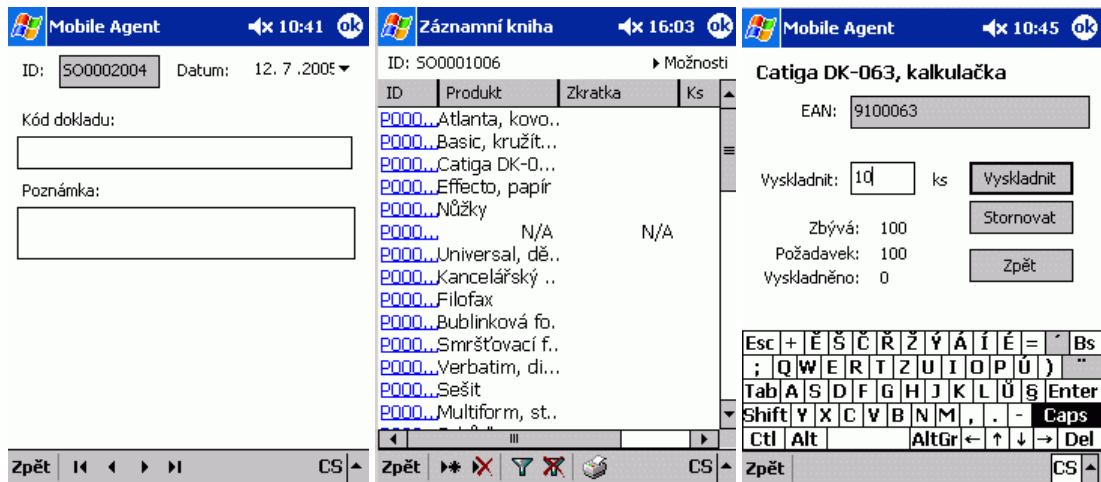 Mobile Agent 10:41 ok
ID: SO0002004 Datum: 12. 7 .2005
Kód dokladu:
Poznámka:
Zpět CS
Záznamní kniha 16:03 ok
ID: SO0001006 Možnosti
ID Produkt Zkratka Ks
P000... Atlanta, kovo..
P000... Basic, kružít...
P000... Catiga DK-0...
P000... Effecto, papír
P000... Nůžky
P000... N/A N/A
P000... Universal, dě..
P000... Kancelářský ..
P000... Filofax
P000... Bublinková fo.
P000... Smršťovací f..
P000... Verbatim, di...
P000... Sešit
P000... Multiform, st..
Zpět CS
Mobile Agent 10:45 ok
Catiga DK-063, kalkulačka
EAN: 9100063
Vyskladnit: 10 ks Vyskladnit
Stornovat
Zbývá: 100
Požadavek: 100
Zpět
Vyskladněno: 0
Esc + Ě Š Č Ř Ž Ý Á Í É = ´ Bs
; Q W E R T Z U I O P Ú ) ¨
Tab A S D F G H J K L Ů § Enter
Shift Y X C V B N M , . - Caps
Ctl Alt AltGr ← ↑ ↓ → Del
Zpět CS